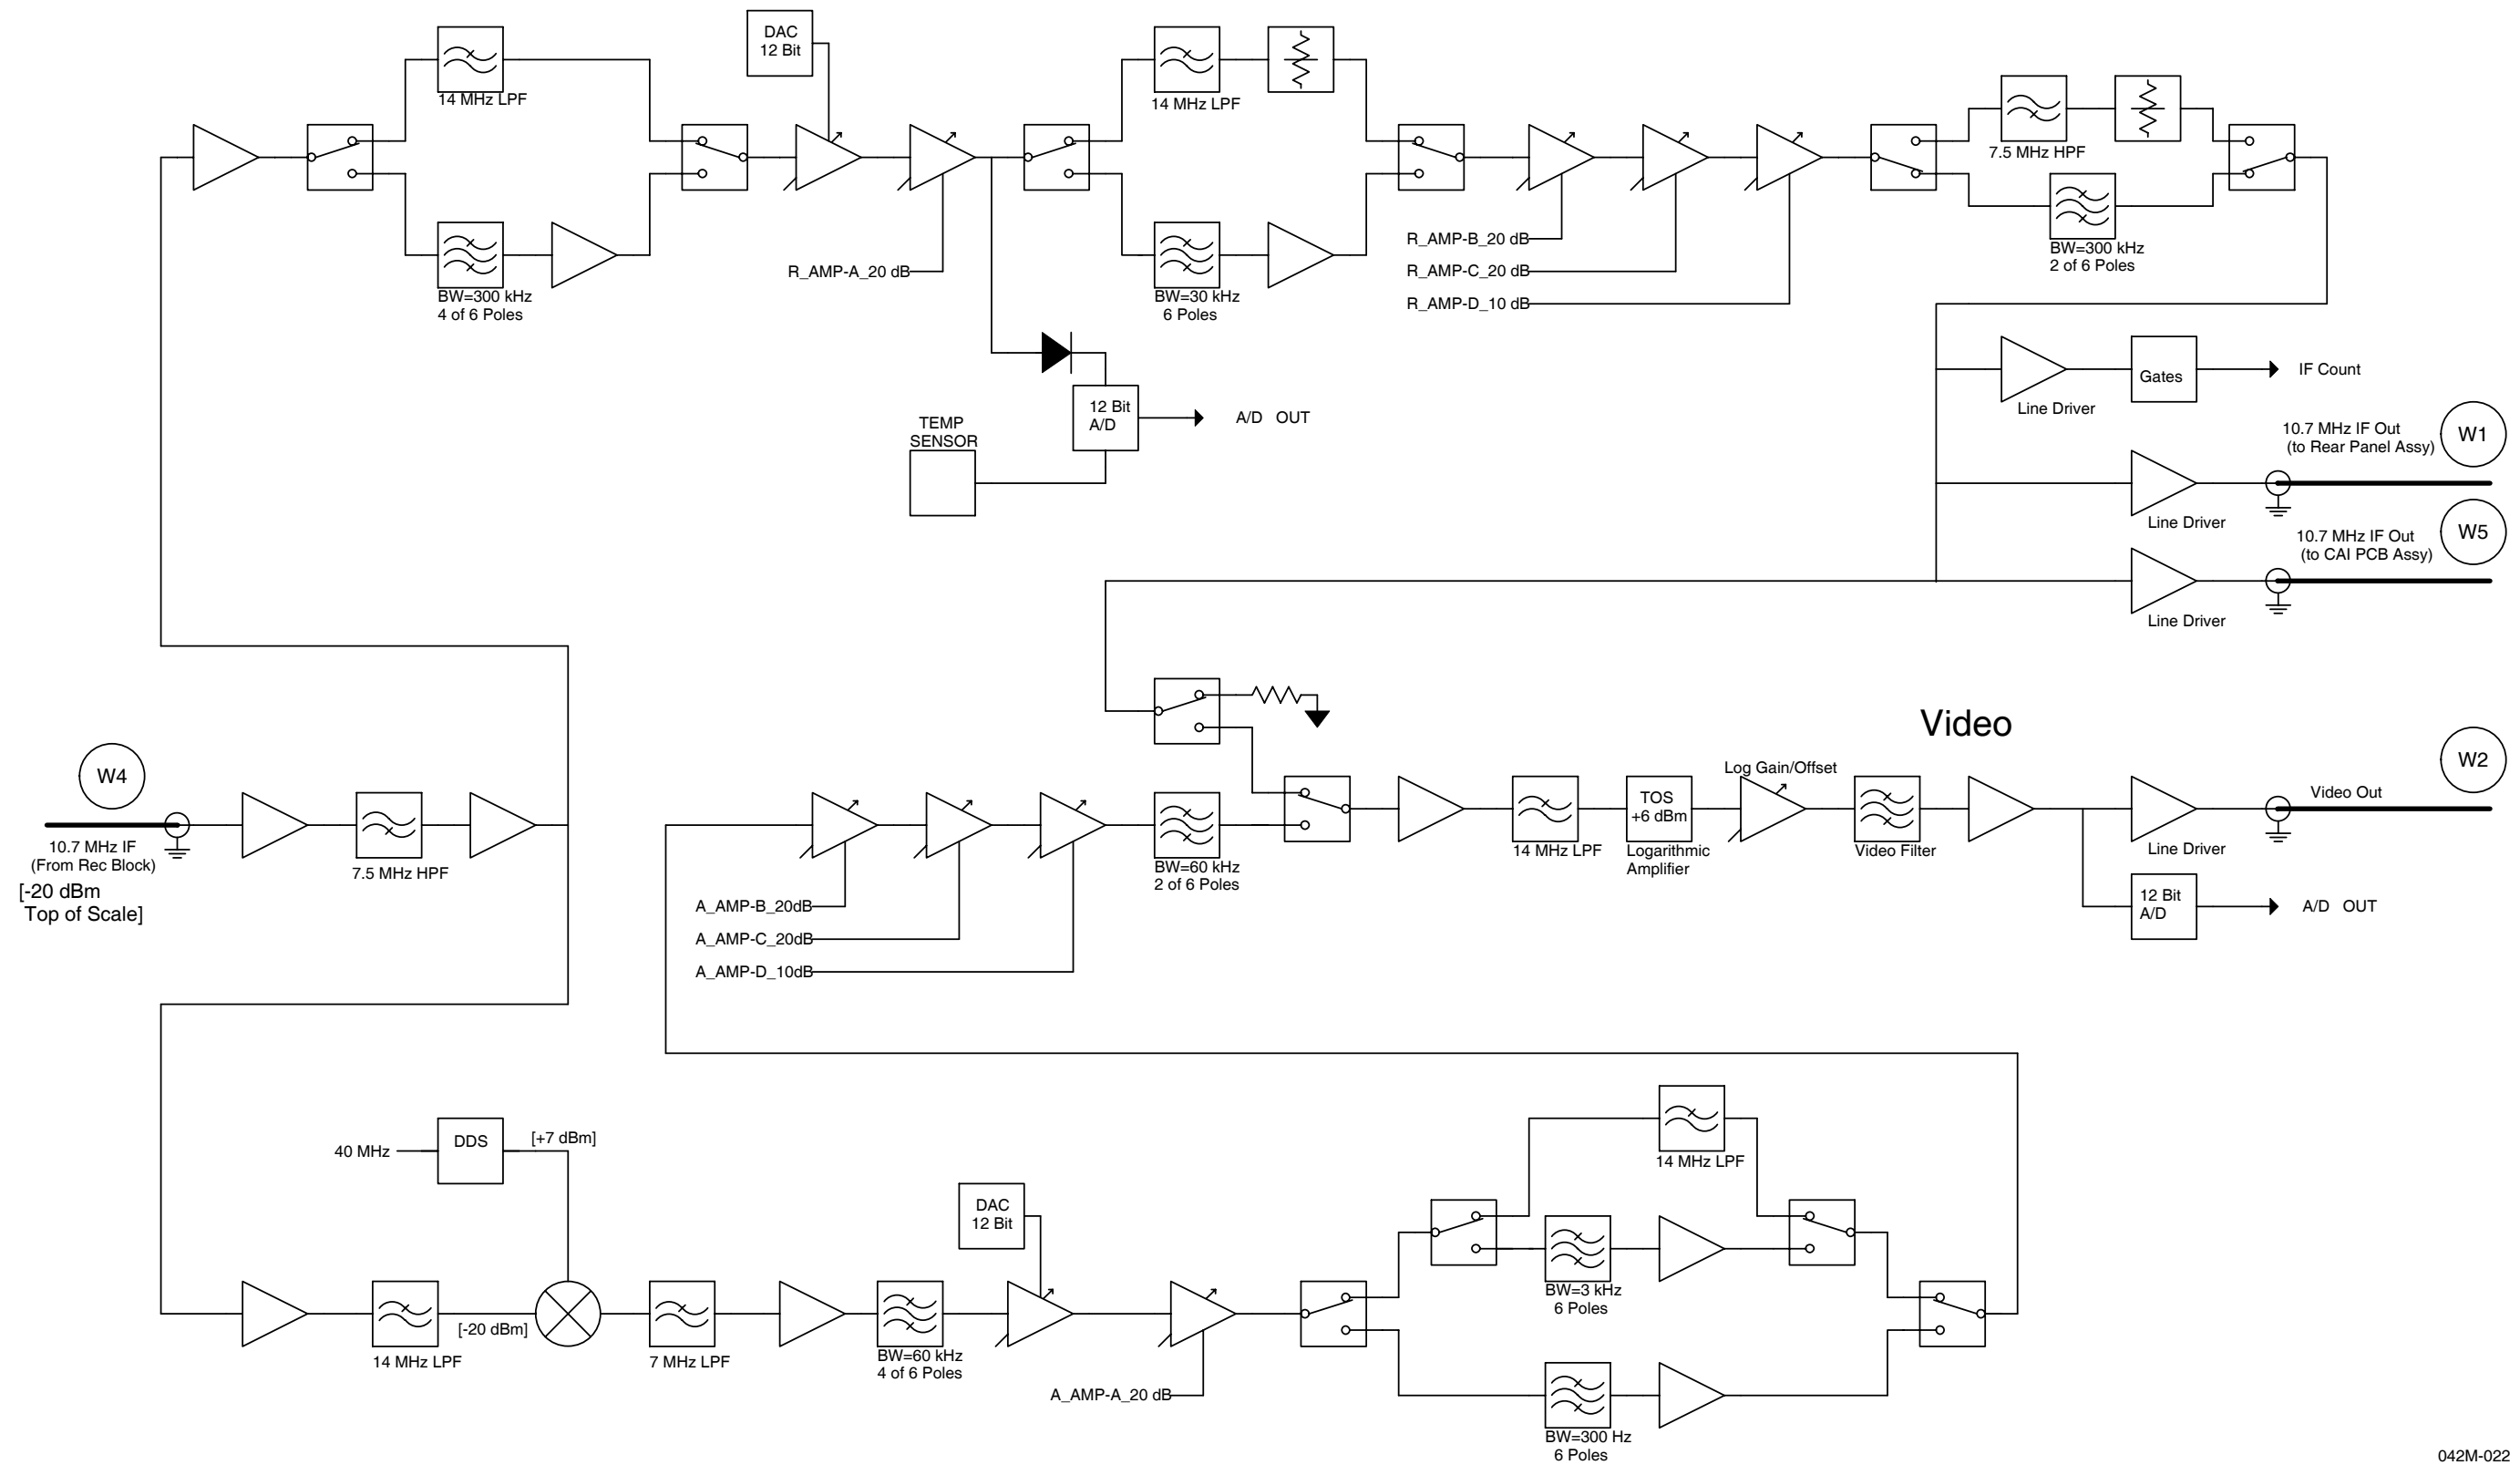 DAC
12 Bit
14 MHz LPF
14 MHz LPF
7.5 MHz HPF
BW=300 kHz
4 of 6 Poles
R_AMP-A_20 dB
BW=30 kHz
6 Poles
R_AMP-B_20 dB
R_AMP-C_20 dB
R_AMP-D_10 dB
BW=300 kHz
2 of 6 Poles
12 Bit
A/D
A/D OUT
TEMP
SENSOR
Gates
IF Count
Line Driver
10.7 MHz IF Out
(to Rear Panel Assy)
W1
Line Driver
10.7 MHz IF Out
(to CAI PCB Assy)
W5
Line Driver
W4
10.7 MHz IF
(From Rec Block)
[-20 dBm
Top of Scale]
7.5 MHz HPF
A_AMP-B_20dB
A_AMP-C_20dB
A_AMP-D_10dB
BW=60 kHz
2 of 6 Poles
14 MHz LPF
TOS
+6 dBm
Logarithmic
Amplifier
Log Gain/Offset
Video
Video Filter
Video Out
W2
Line Driver
12 Bit
A/D
A/D OUT
40 MHz
DDS
[+7 dBm]
14 MHz LPF
[-20 dBm]
7 MHz LPF
BW=60 kHz
4 of 6 Poles
DAC
12 Bit
A_AMP-A_20 dB
14 MHz LPF
BW=3 kHz
6 Poles
BW=300 Hz
6 Poles
042M-022